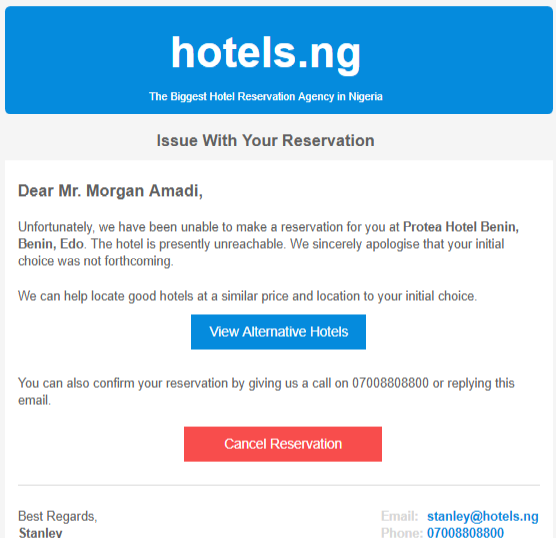 hotels.ng
The Biggest Hotel Reservation Agency in Nigeria
Issue With Your Reservation
Dear Mr. Morgan Amadi,
Unfortunately, we have been unable to make a reservation for you at Protea Hotel Benin,
Benin, Edo. The hotel is presently unreachable. We sincerely apologise that your initial
choice was not forthcoming.
We can help locate good hotels at a similar price and location to your initial choice.
View Alternative Hotels
You can also confirm your reservation by giving us a call on 07008808800 or replying this
email.
Cancel Reservation
Best Regards,
Stanley
Email: stanley@hotels.ng
Phone: 07008808800